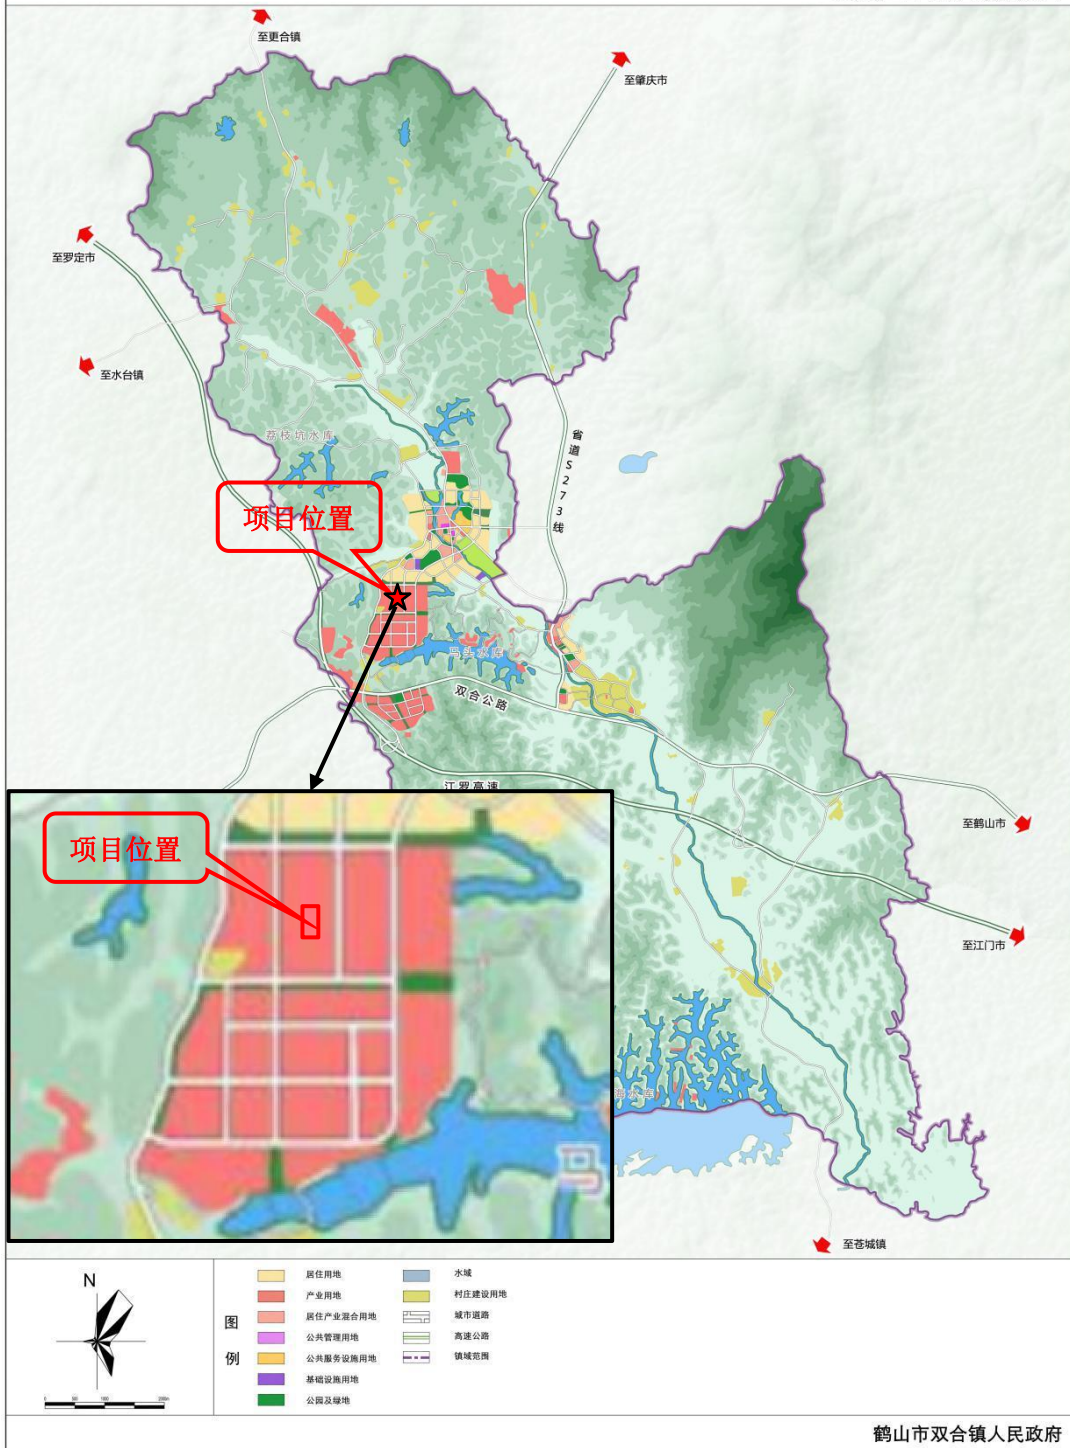 至更合镇
至肇庆市
至罗定市
至水台镇
荔枝坑水库
省道S273线
项目位置
马头水库
双合公路
江罗高速
至鹤山市
项目位置
至江门市
海水库
马
至苍城镇
N
图例
居住用地
产业用地
居住产业混合用地
公共管理用地
公共服务设施用地
基础设施用地
公园及绿地
水域
村庄建设用地
城市道路
高速公路
镇域范围
鹤山市双合镇人民政府